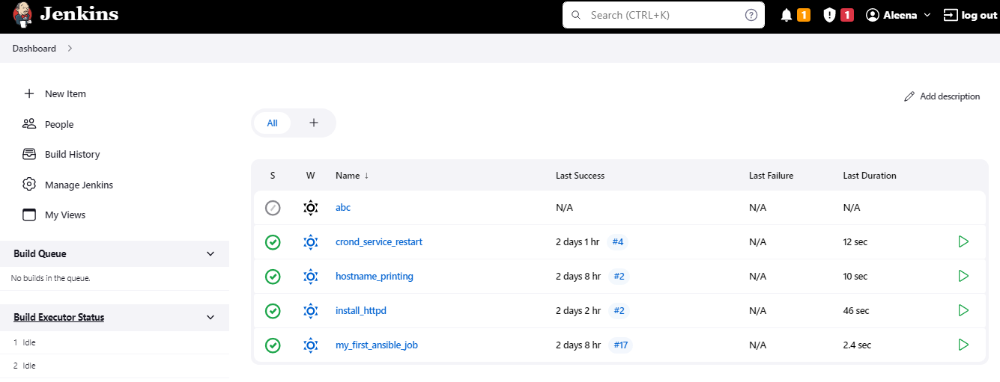 Jenkins
Search (CTRL+K) ?
1
1
Aleena
log out
Dashboard
New Item
People
Build History
Manage Jenkins
My Views
Build Queue
No builds in the queue.
Build Executor Status
1 Idle
2 Idle
Add description
All +
S W Name ↓ Last Success Last Failure Last Duration
abc N/A N/A N/A
crond_service_restart 2 days 1 hr #4 N/A 12 sec
hostname_printing 2 days 8 hr #2 N/A 10 sec
install_httpd 2 days 2 hr #2 N/A 46 sec
my_first_ansible_job 2 days 8 hr #17 N/A 2.4 sec